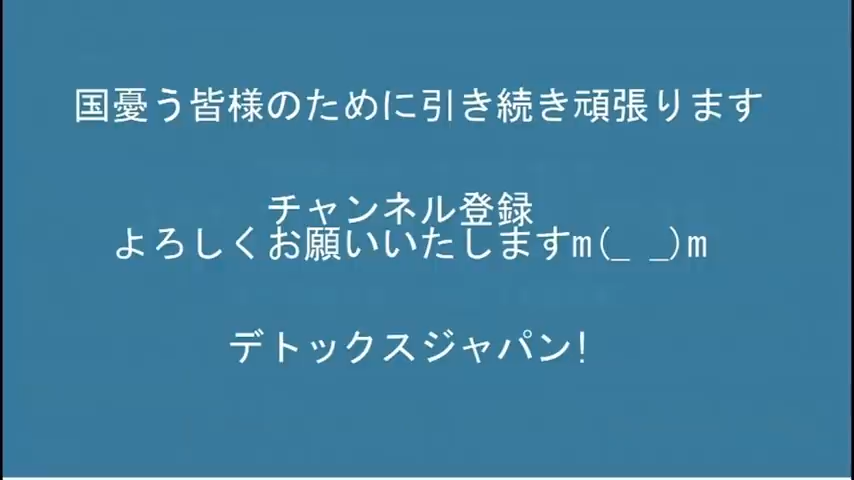 国憂う皆様のために引き続き頑張ります
チャンネル登録
よろしくお願いいたしますm(_ _)m
デトックスジャパン!